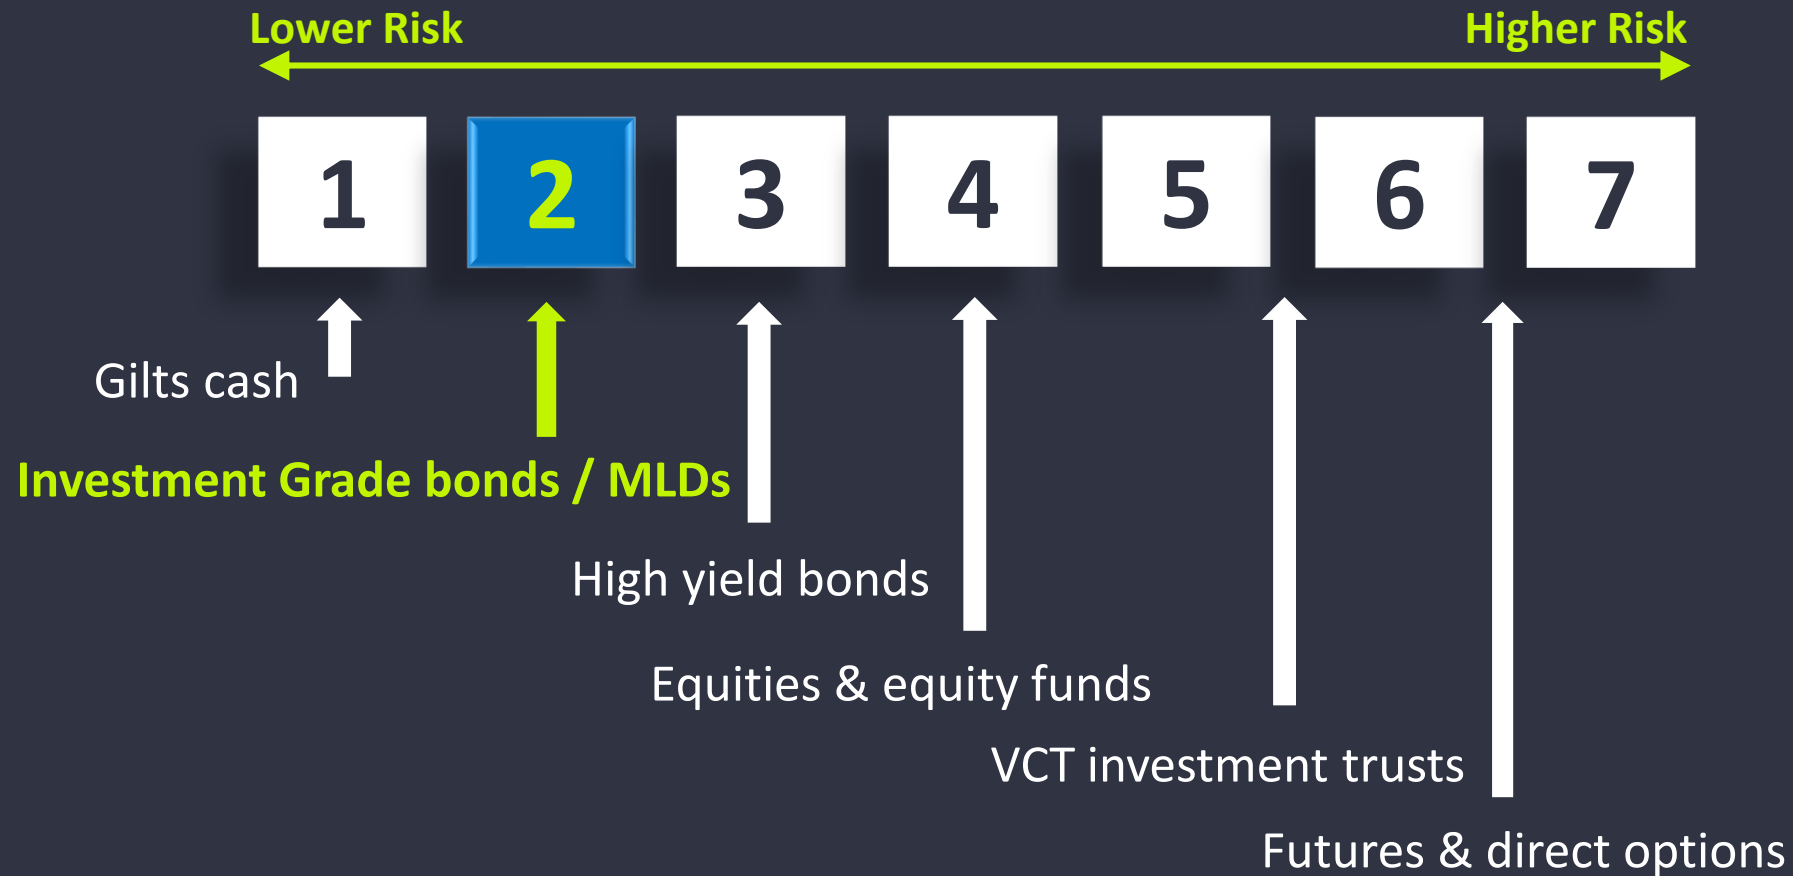 Lower Risk
Higher Risk
1
2
3
4
5
6
7
Gilts cash
Investment Grade bonds / MLDs
High yield bonds
Equities & equity funds
VCT investment trusts
Futures & direct options